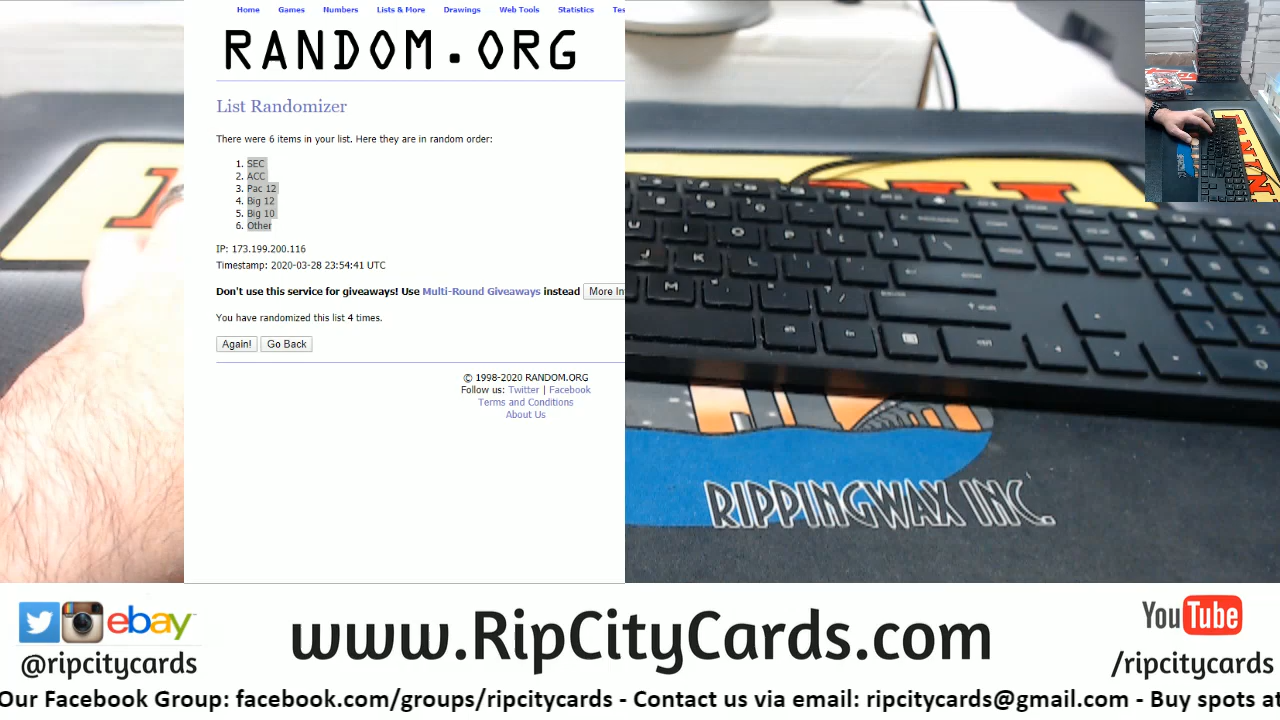 Home Games Numbers Lists & More Drawings Web Tools Statistics Tes
RANDOM.ORG
List Randomizer
There were 6 items in your list. Here they are in random order:
1. SEC
2. ACC
3. Pac 12
4. Big 12
5. Big 10
6. Other
IP: 173.199.200.116
Timestamp: 2020-03-28 23:54:41 UTC
Don't use this service for giveaways! Use Multi-Round Giveaways instead More In
You have randomized this list 4 times.
Again! Go Back
© 1998-2020 RANDOM.ORG
Follow us: Twitter | Facebook
Terms and Conditions
About Us
RIPPINGWAX INC.
ebay
@ripcitycards
www.RipCityCards.com
YouTube
/ripcitycards
Our Facebook Group: facebook.com/groups/ripcitycards - Contact us via email: ripcitycards@gmail.com - Buy spots at